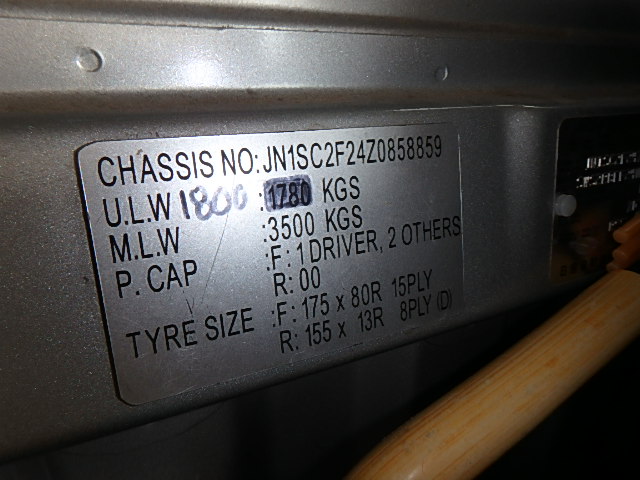 CHASSIS NO: JN1SC2F24Z0858859
U.L.W 1800 :1780 KGS
M.L.W :3500 KGS
P. CAP :F: 1 DRIVER, 2 OTHERS
R: 00
TYRE SIZE :F: 175 x 80R 15PLY
R: 155 x 13R 8PLY (D)